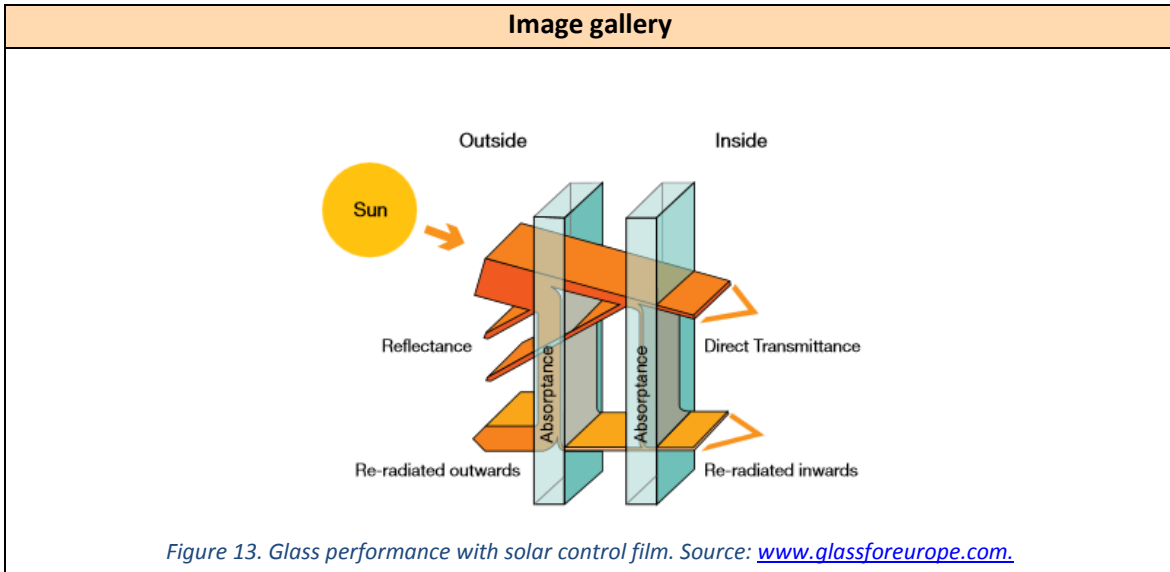 Image gallery
Outside
Inside
Sun
Reflectance
Absorptance
Absorptance
Direct Transmittance
Re-radiated outwards
Re-radiated inwards
Figure 13. Glass performance with solar control film. Source: www.glassforeurope.com.